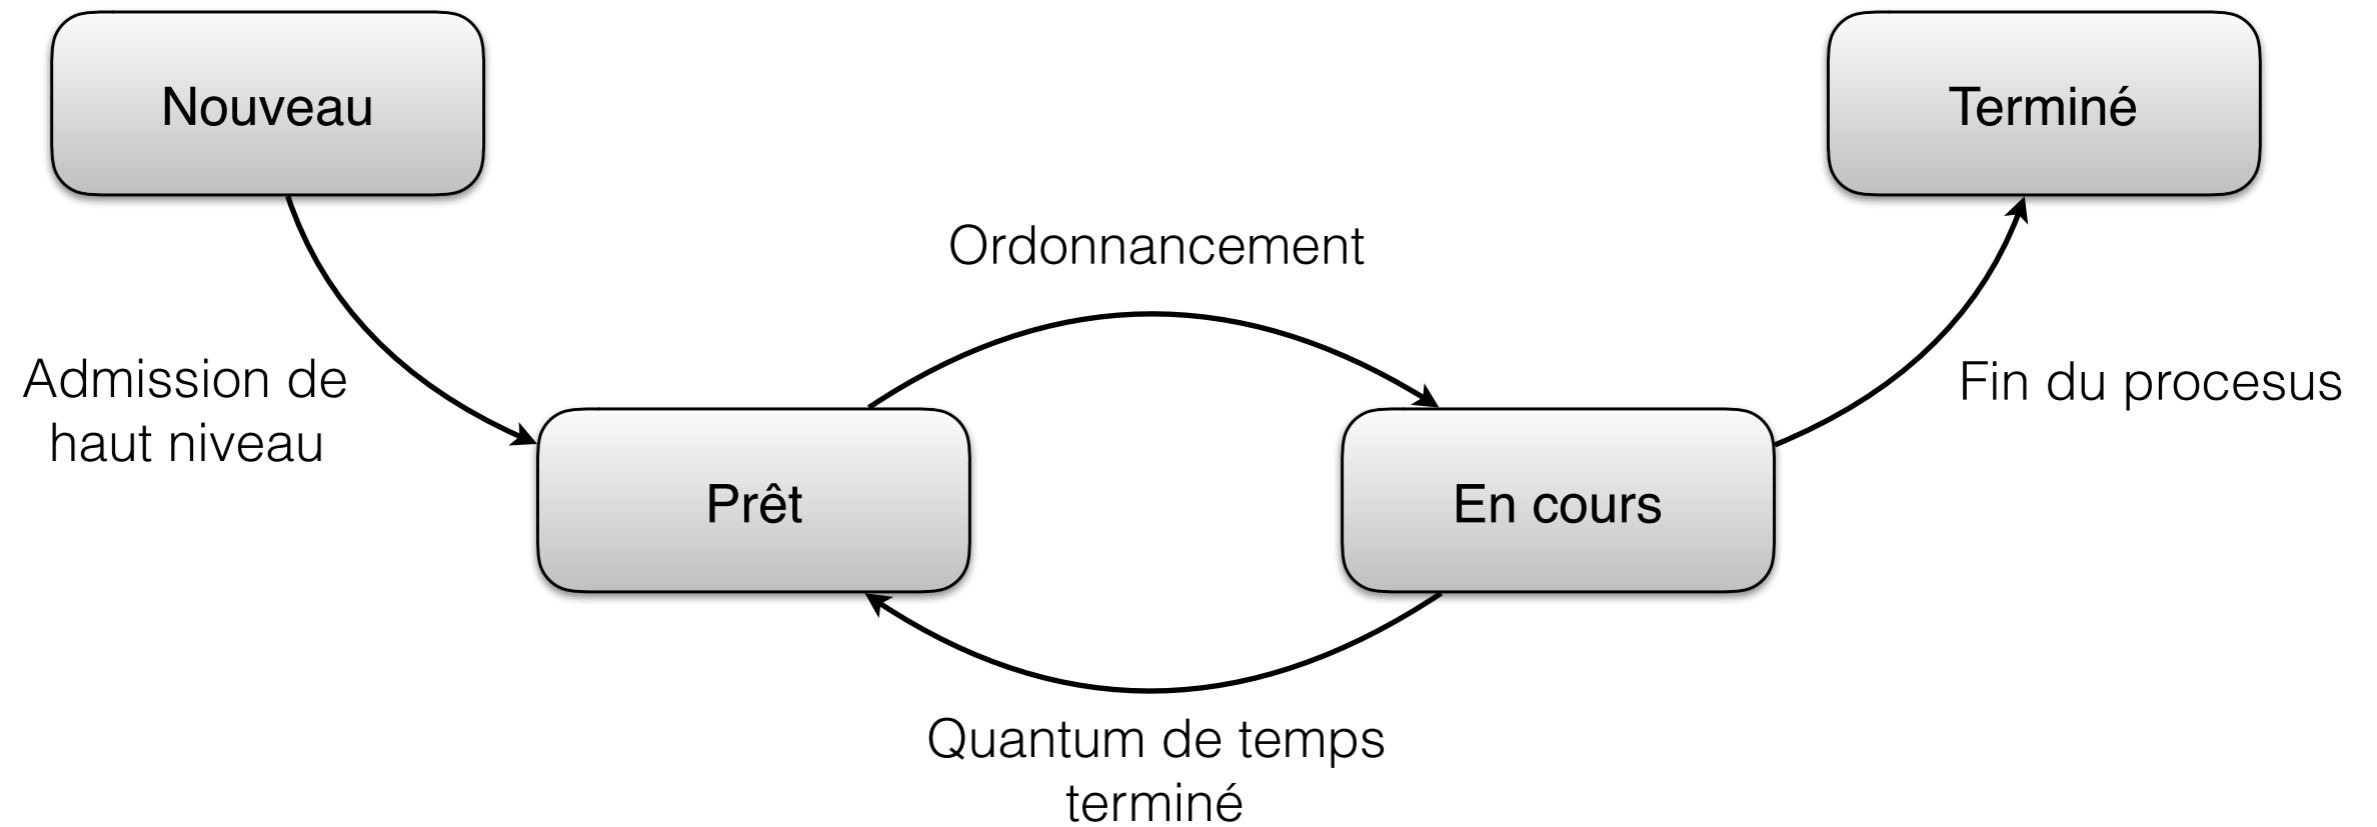 Nouveau
Terminé
Ordonnancement
Admission de
haut niveau
Fin du procesus
Prêt
En cours
Quantum de temps
terminé